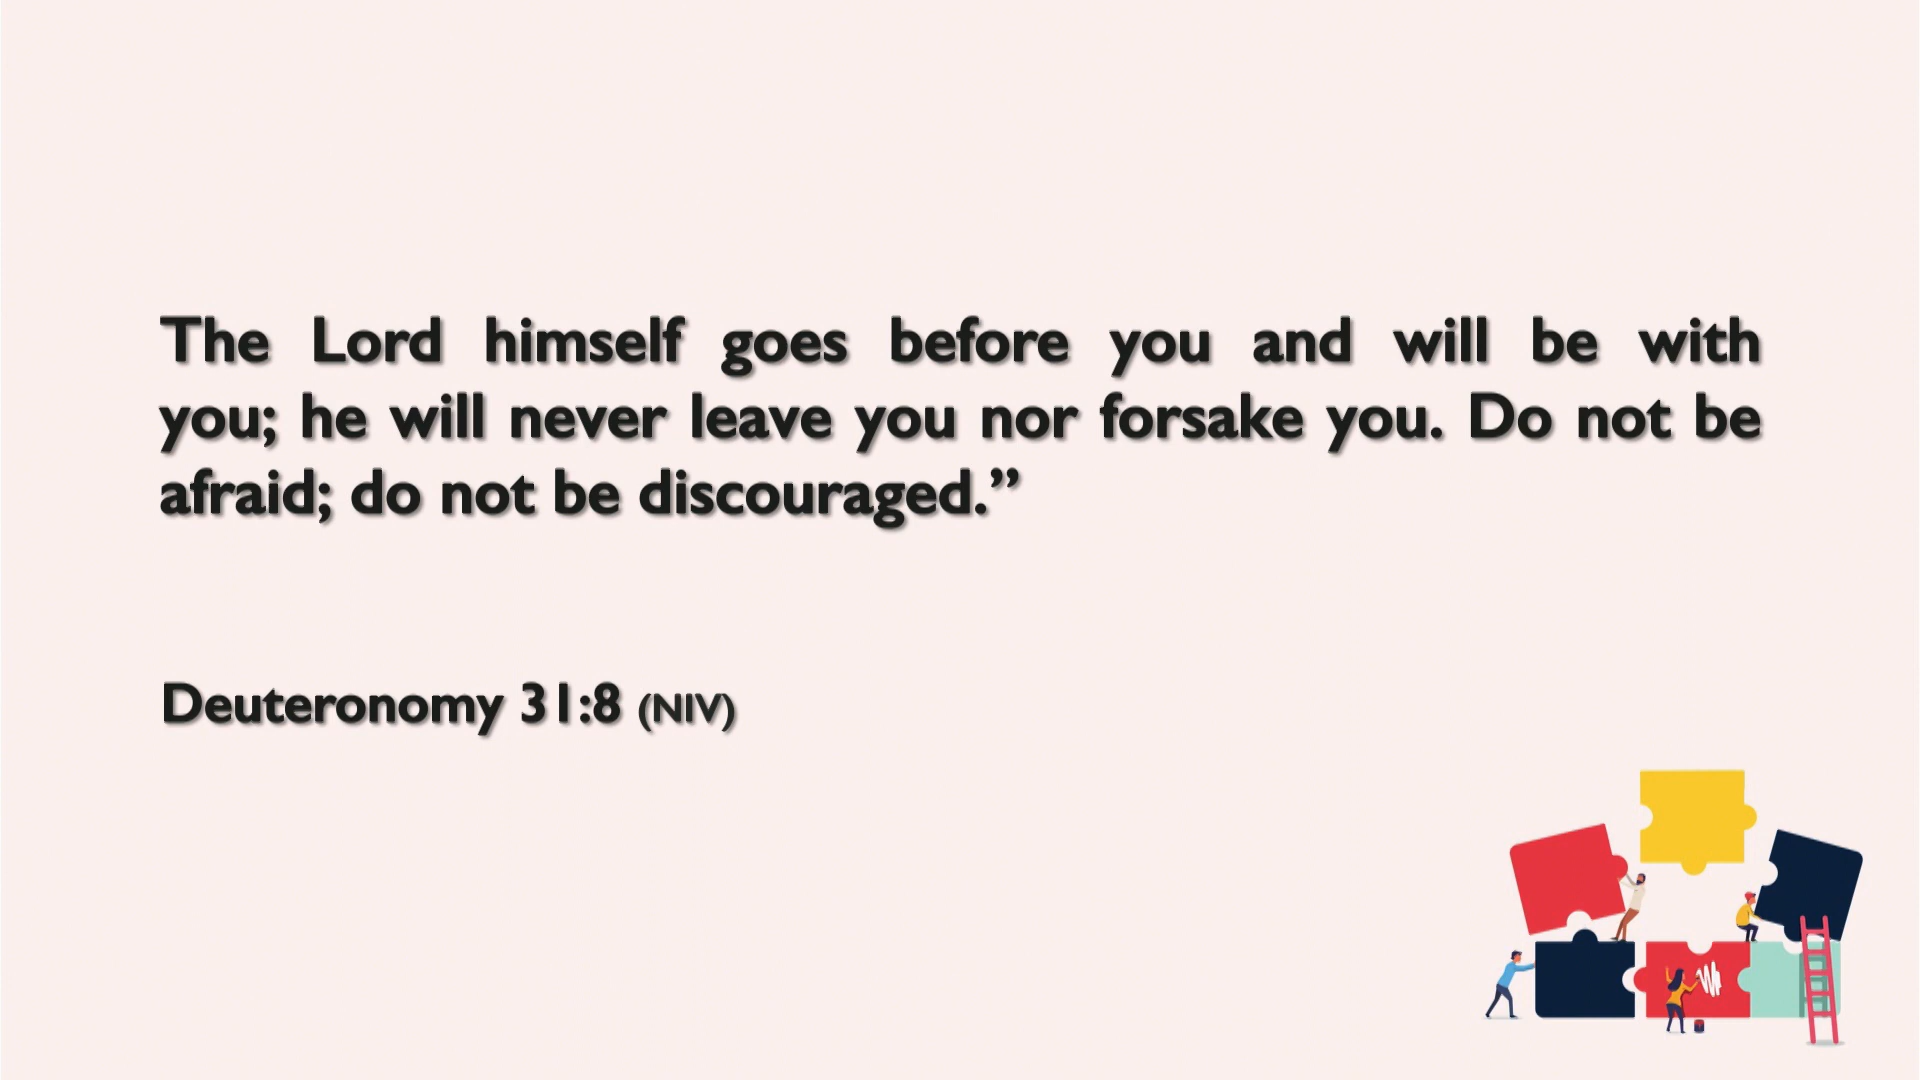 The Lord himself goes before you and will be with
you; he will never leave you nor forsake you. Do not be
afraid; do not be discouraged.”
Deuteronomy 31:8 (NIV)